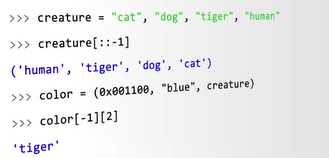 >>> creature = "cat", "dog", "tiger", "human"
>>> creature[::-1]
('human', 'tiger', 'dog', 'cat')
>>> color = (0x001100, "blue", creature)
>>> color[-1][2]
'tiger'